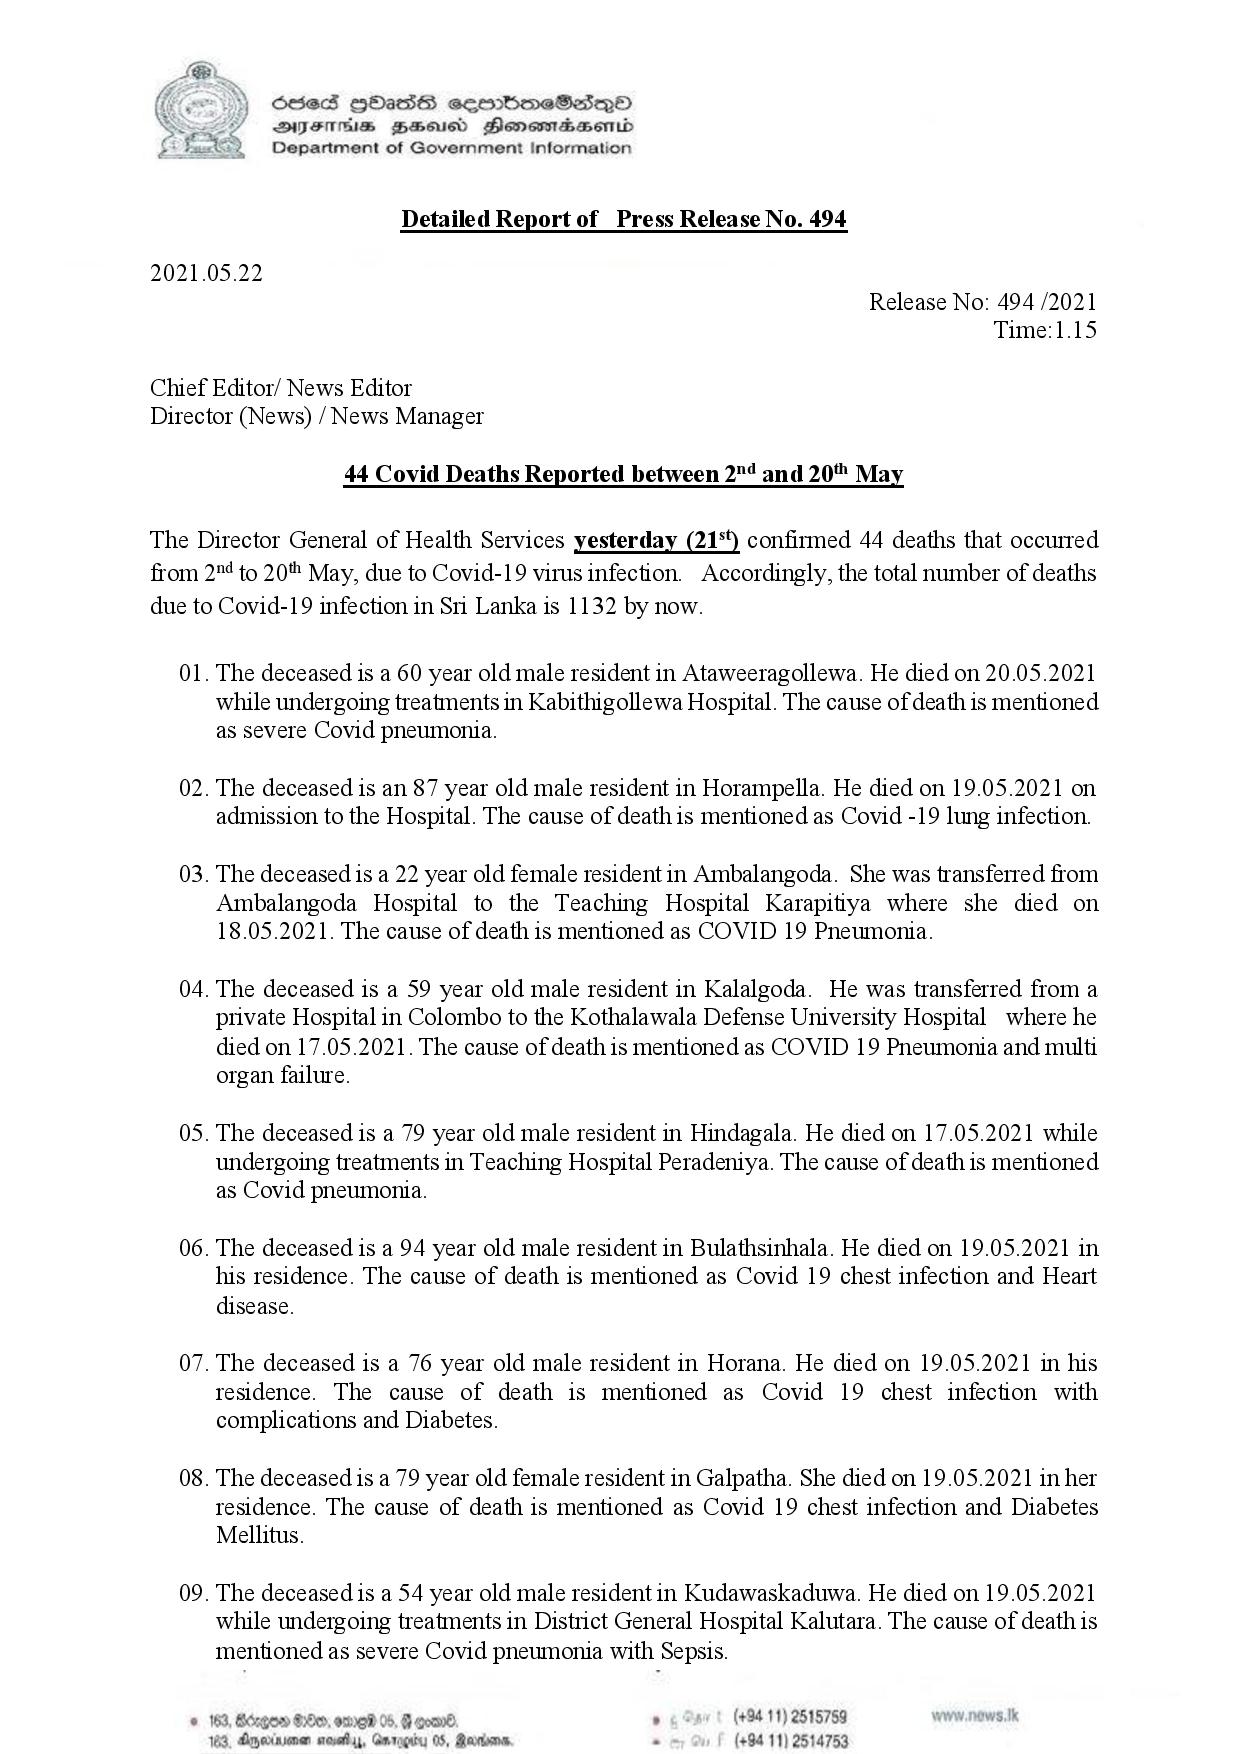 රජයේ ප්‍රවෘත්ති දෙපාර්තමේන්තුව
அரசாங்க தகவல் திணைக்களம்
Department of Government Information
Detailed Report of Press Release No. 494
2021.05.22
Release No: 494 /2021
Time:1.15
Chief Editor/ News Editor
Director (News) / News Manager
44 Covid Deaths Reported between 2nd and 20th May
The Director General of Health Services yesterday (21st) confirmed 44 deaths that occurred
from 2nd to 20th May, due to Covid-19 virus infection. Accordingly, the total number of deaths
due to Covid-19 infection in Sri Lanka is 1132 by now.
01. The deceased is a 60 year old male resident in Ataweeragollewa. He died on 20.05.2021
while undergoing treatments in Kabithigollewa Hospital. The cause of death is mentioned
as severe Covid pneumonia.
02. The deceased is an 87 year old male resident in Horampella. He died on 19.05.2021 on
admission to the Hospital. The cause of death is mentioned as Covid -19 lung infection.
03. The deceased is a 22 year old female resident in Ambalangoda. She was transferred from
Ambalangoda Hospital to the Teaching Hospital Karapitiya where she died on
18.05.2021. The cause of death is mentioned as COVID 19 Pneumonia.
04. The deceased is a 59 year old male resident in Kalalgoda. He was transferred from a
private Hospital in Colombo to the Kothalawala Defense University Hospital where he
died on 17.05.2021. The cause of death is mentioned as COVID 19 Pneumonia and multi
organ failure.
05. The deceased is a 79 year old male resident in Hindagala. He died on 17.05.2021 while
undergoing treatments in Teaching Hospital Peradeniya. The cause of death is mentioned
as Covid pneumonia.
06. The deceased is a 94 year old male resident in Bulathsinhala. He died on 19.05.2021 in
his residence. The cause of death is mentioned as Covid 19 chest infection and Heart
disease.
07. The deceased is a 76 year old male resident in Horana. He died on 19.05.2021 in his
residence. The cause of death is mentioned as Covid 19 chest infection with
complications and Diabetes.
08. The deceased is a 79 year old female resident in Galpatha. She died on 19.05.2021 in her
residence. The cause of death is mentioned as Covid 19 chest infection and Diabetes
Mellitus.
09. The deceased is a 54 year old male resident in Kudawaskaduwa. He died on 19.05.2021
while undergoing treatments in District General Hospital Kalutara. The cause of death is
mentioned as severe Covid pneumonia with Sepsis.
163, කිරුලපන මාවත, කොළඹ 05, ශ්‍රී ලංකාව.
163, கிருலப்பனை வெனியூ, கொழும்பு 05, இலங்கை.
(+94 11) 2515759
(+94 11) 2514753
www.news.lk